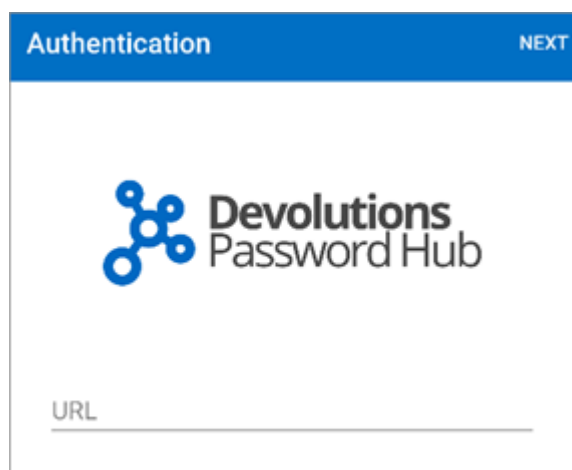 Authentication
NEXT
Devolutions
Password Hub
URL